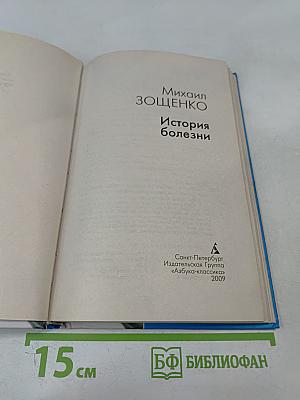 Михаил
ЗОЩЕНКО
История
болезни
Санкт-Петербург
Издательская Группа
«Азбука-классика»
2009
15 см
БФ БИБЛИОФАН